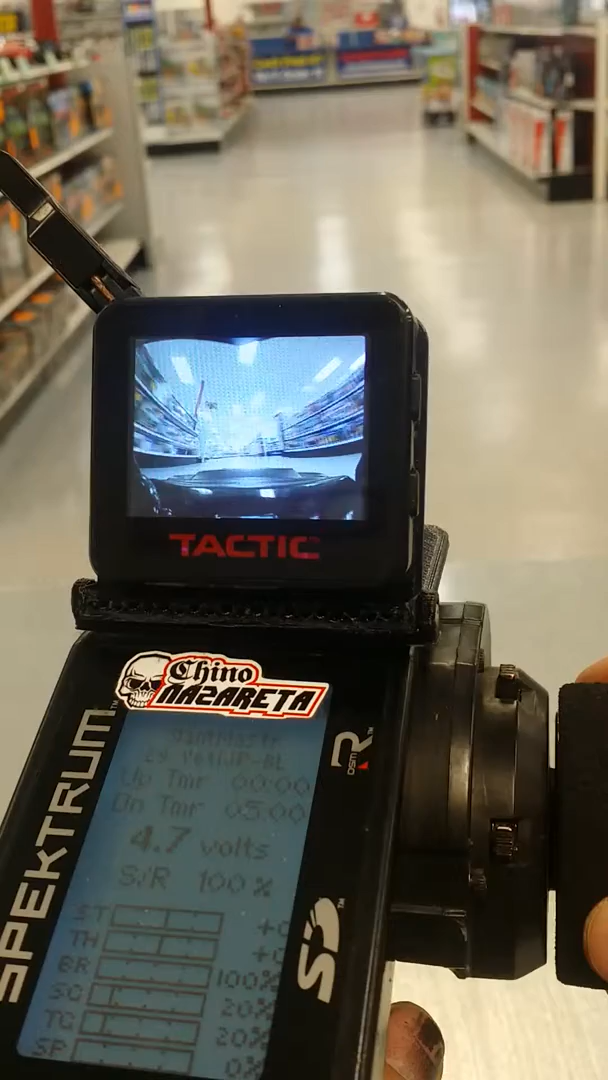 TACTIC
Chino
NAZARETA
SPEKTRUM
DSM
R
Up Tmr 00:00
Dn Tmr 05:00
4.7 volts
S/R 100%
ST
TH
BR 100%
SG 20%
TG 20%
SP 0%
SD